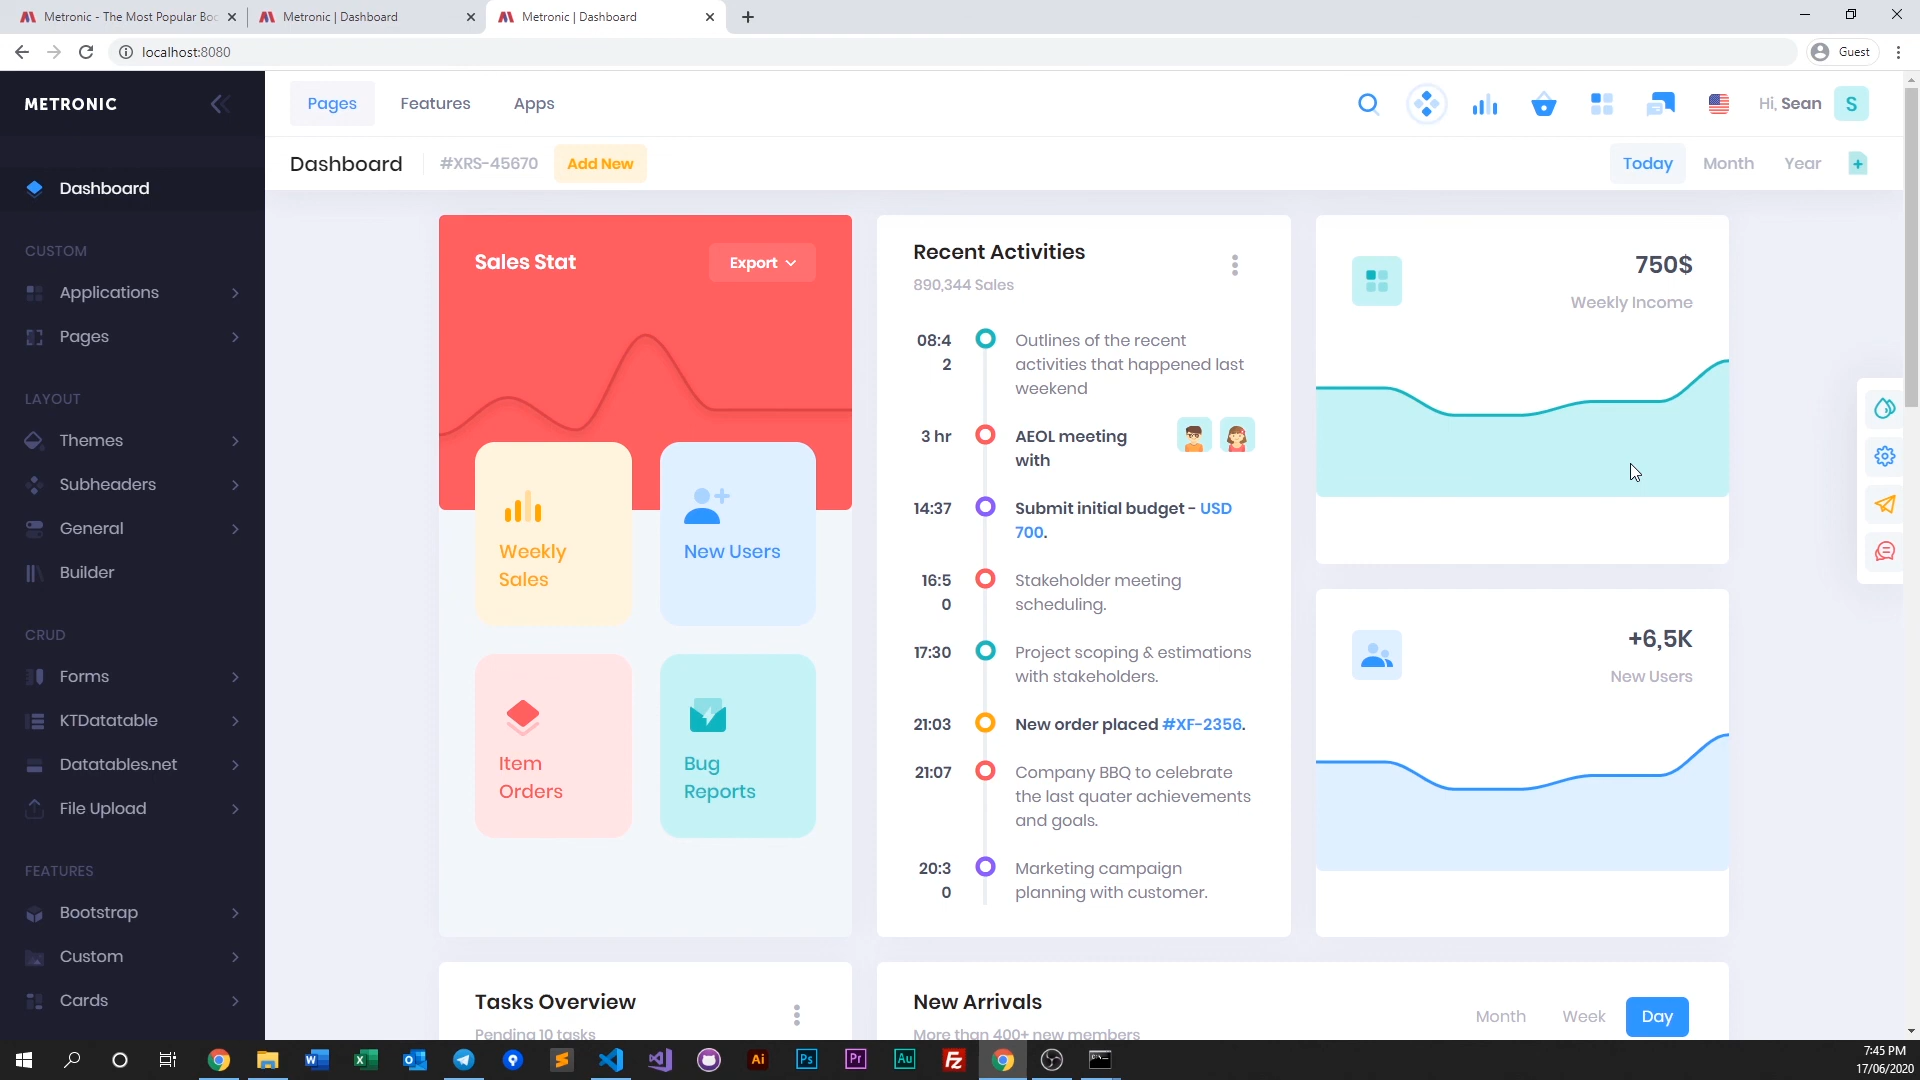 Metronic - The Most Popular Boo
Metronic | Dashboard
Metronic | Dashboard
localhost:8080
Guest
METRONIC
Pages
Features
Apps
Hi, Sean
S
Dashboard
#XRS-45670
Add New
Today
Month
Year
Dashboard
CUSTOM
Applications
Pages
LAYOUT
Themes
Subheaders
General
Builder
CRUD
Forms
KTDatatable
Datatables.net
File Upload
FEATURES
Bootstrap
Custom
Cards
Sales Stat
Export
Weekly
Sales
New Users
Item
Orders
Bug
Reports
Recent Activities
890,344 Sales
08:4
2
Outlines of the recent
activities that happened last
weekend
3 hr
AEOL meeting
with
14:37
Submit initial budget - USD
700.
16:5
0
Stakeholder meeting
scheduling.
17:30
Project scoping & estimations
with stakeholders.
21:03
New order placed #XF-2356.
21:07
Company BBQ to celebrate
the last quater achievements
and goals.
20:3
0
Marketing campaign
planning with customer.
750$
Weekly Income
+6,5K
New Users
Tasks Overview
Pending 10 tasks
New Arrivals
More than 400+ new members
Month
Week
Day
Ai
Ps
Pr
Au
Fz
7:45 PM
17/06/2020